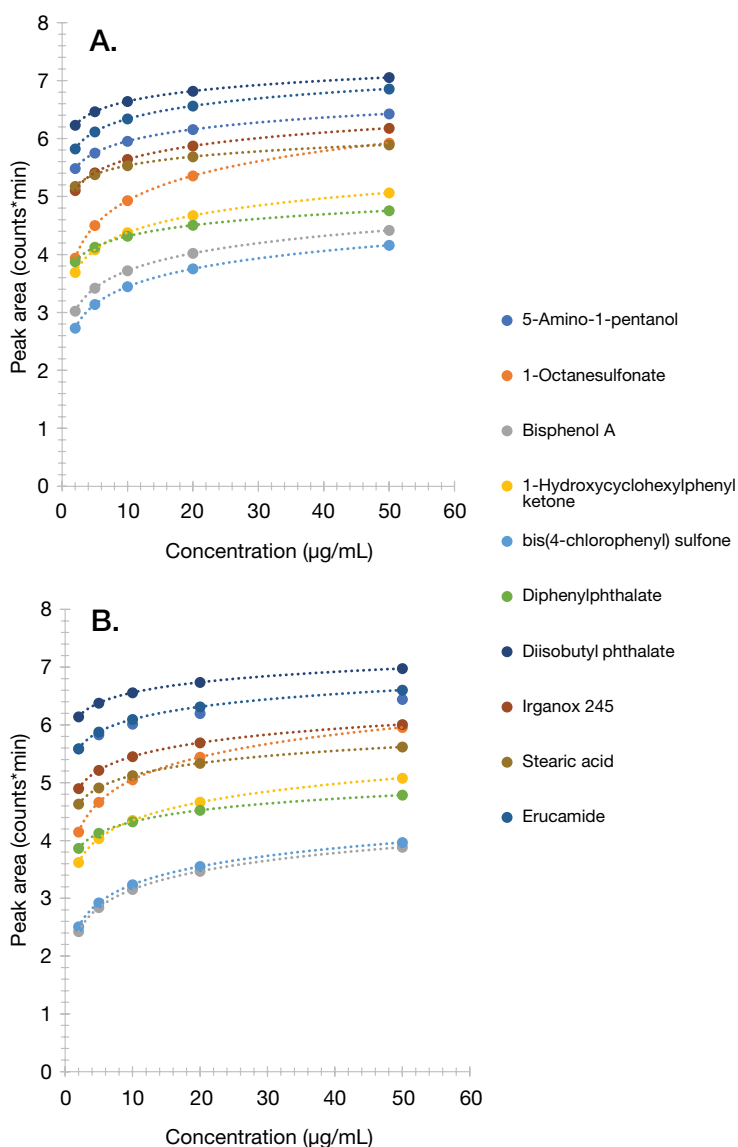 A.
8
7
6
5
4
3
2
1
0
Peak area (counts*min)
0 10 20 30 40 50 60
Concentration (µg/mL)
5-Amino-1-pentanol
1-Octanesulfonate
Bisphenol A
1-Hydroxycyclohexylphenyl
ketone
bis(4-chlorophenyl) sulfone
Diphenylphthalate
Diisobutyl phthalate
Irganox 245
Stearic acid
Erucamide
B.
8
7
6
5
4
3
2
1
0
Peak area (counts*min)
0 10 20 30 40 50 60
Concentration (µg/mL)